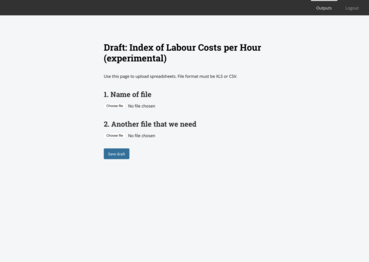 Outputs
Logout
Draft: Index of Labour Costs per Hour
(experimental)
Use this page to upload spreadsheets. File format must be XLS or CSV.
1. Name of file
Choose file No file chosen
2. Another file that we need
Choose file No file chosen
Save draft